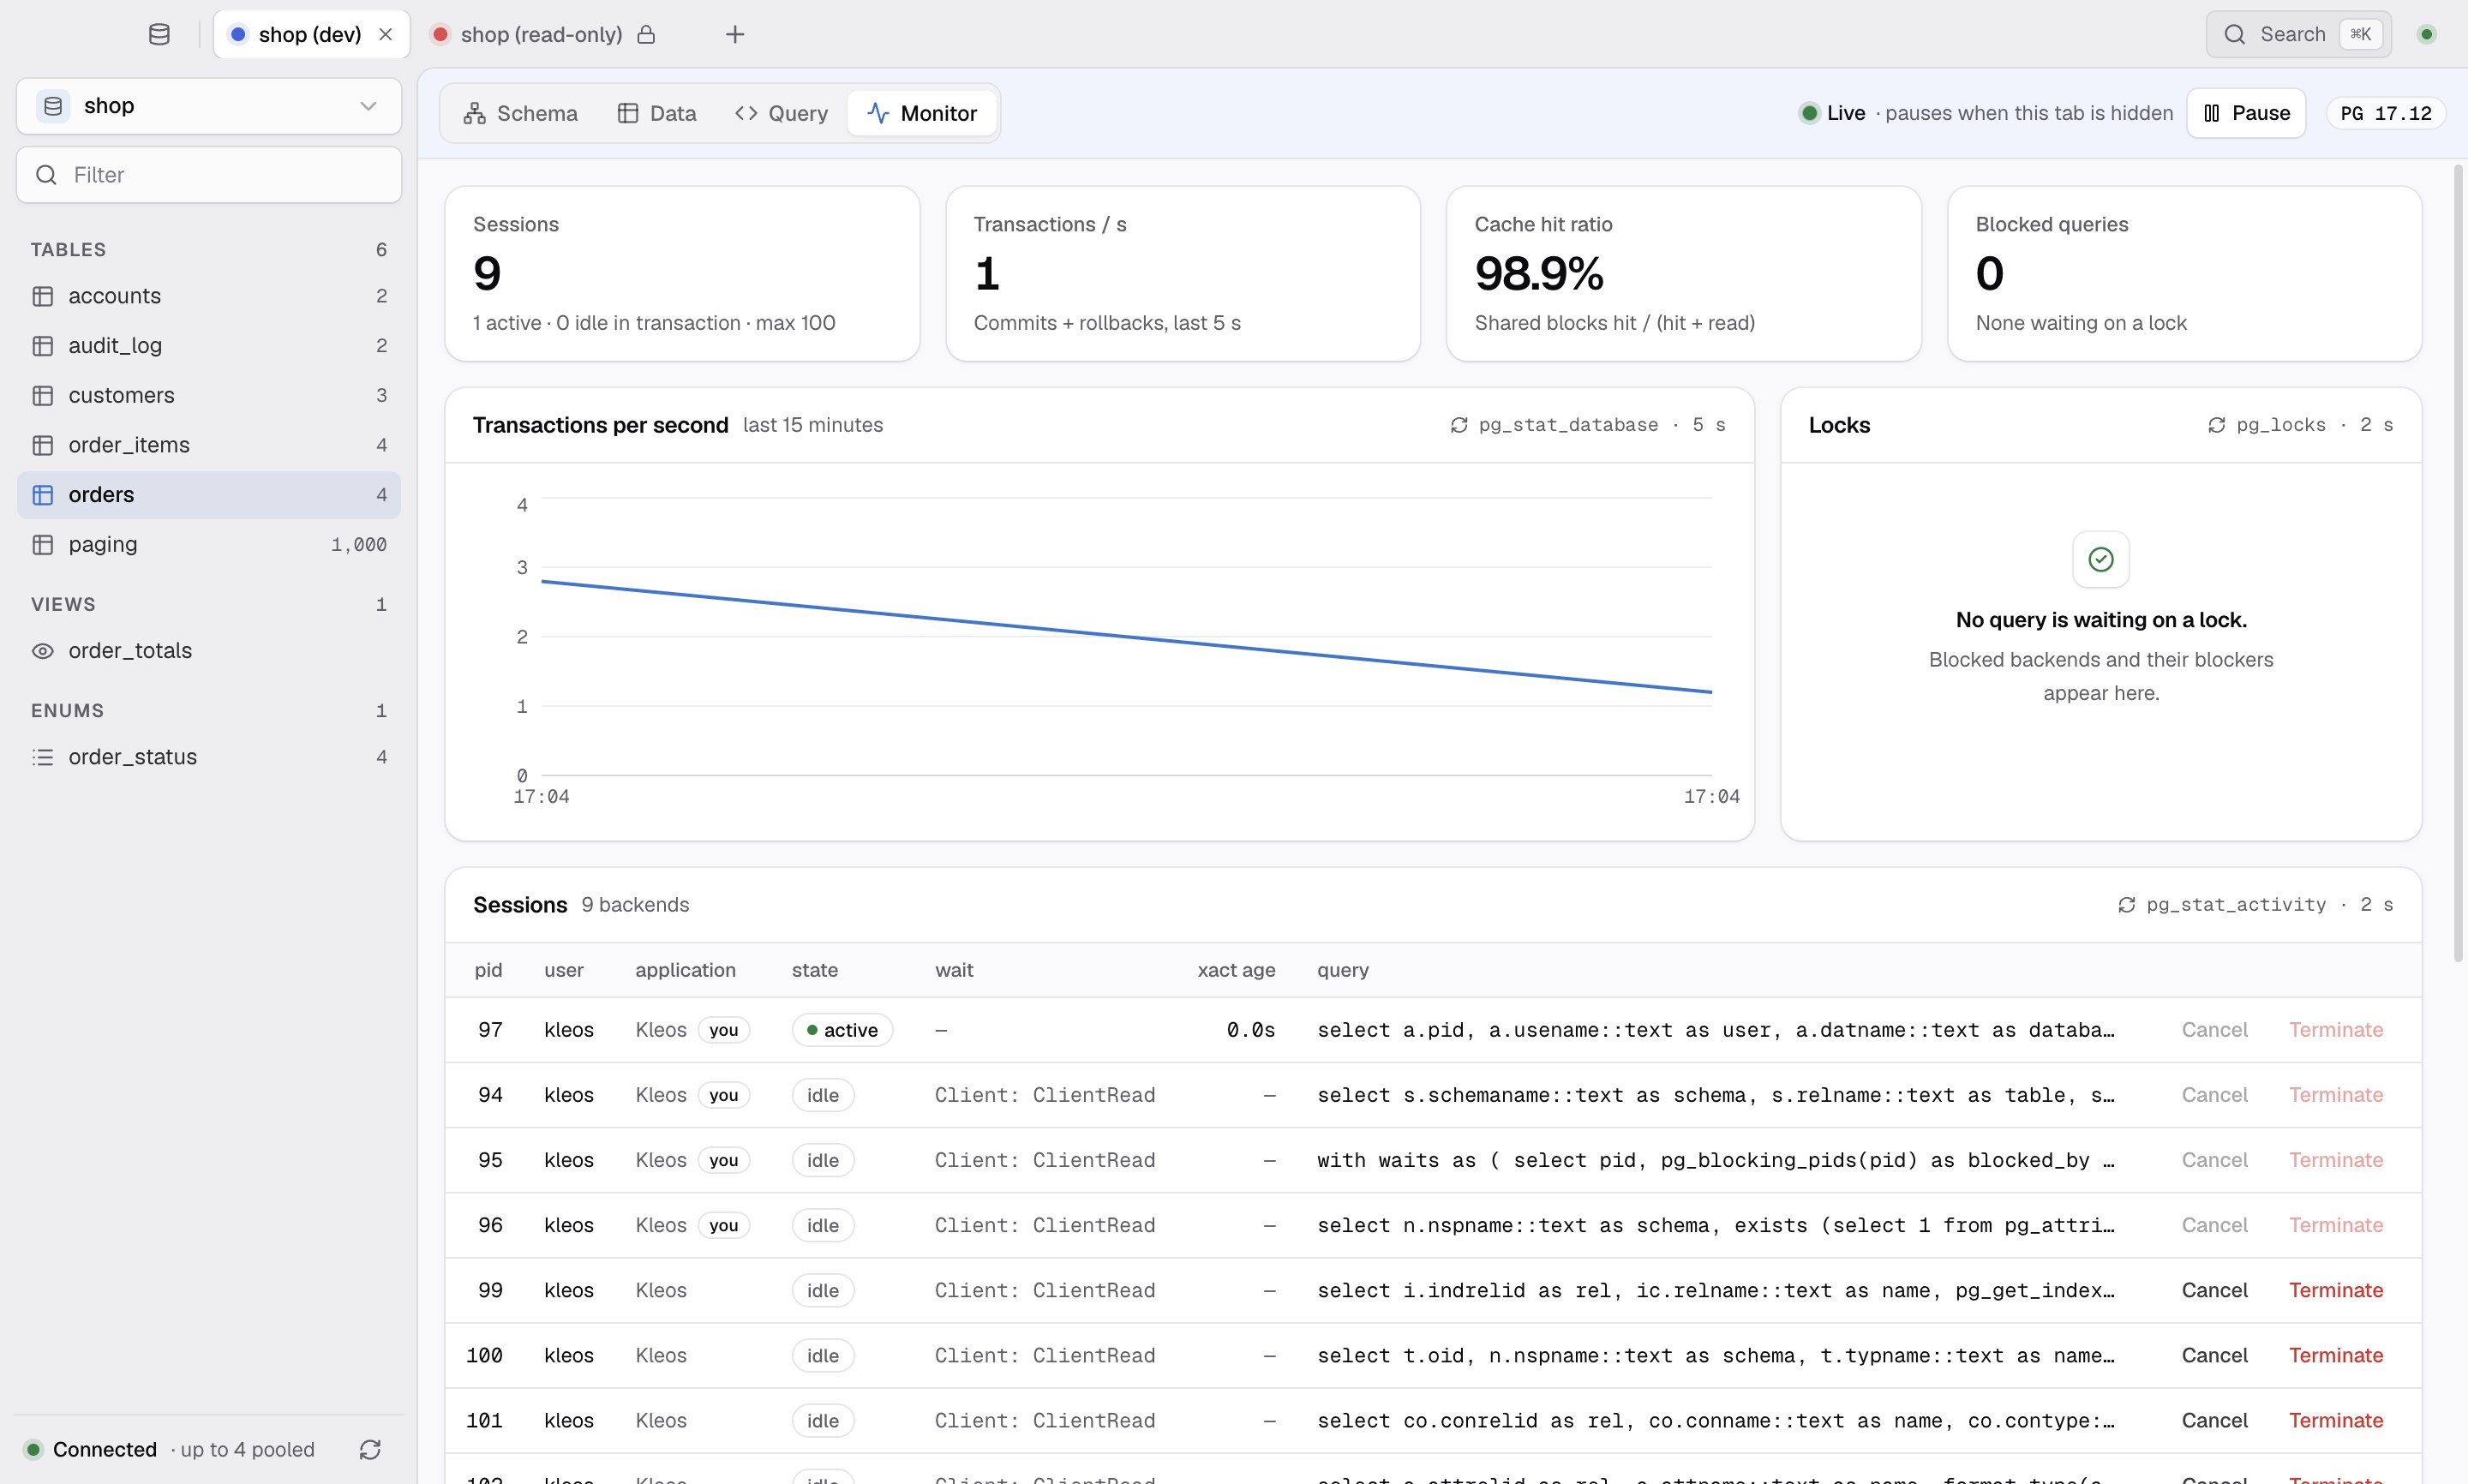 shop (dev)
shop (read-only)
Search ⌘K
shop
Filter
TABLES 6
accounts 2
audit_log 2
customers 3
order_items 4
orders 4
paging 1,000
VIEWS 1
order_totals
ENUMS 1
order_status 4
Connected · up to 4 pooled
Schema Data Query Monitor
Live · pauses when this tab is hidden Pause PG 17.12
Sessions
9
1 active · 0 idle in transaction · max 100
Transactions / s
1
Commits + rollbacks, last 5 s
Cache hit ratio
98.9%
Shared blocks hit / (hit + read)
Blocked queries
0
None waiting on a lock
Transactions per second last 15 minutes pg_stat_database · 5 s
4
3
2
1
0
17:04 17:04
Locks pg_locks · 2 s
No query is waiting on a lock.
Blocked backends and their blockers
appear here.
Sessions 9 backends pg_stat_activity · 2 s
pid user application state wait xact age query
97 kleos Kleos you active – 0.0s select a.pid, a.usename::text as user, a.datname::text as databa… Cancel Terminate
94 kleos Kleos you idle Client: ClientRead – select s.schemaname::text as schema, s.relname::text as table, s… Cancel Terminate
95 kleos Kleos you idle Client: ClientRead – with waits as ( select pid, pg_blocking_pids(pid) as blocked_by … Cancel Terminate
96 kleos Kleos you idle Client: ClientRead – select n.nspname::text as schema, exists (select 1 from pg_attri… Cancel Terminate
99 kleos Kleos idle Client: ClientRead – select i.indrelid as rel, ic.relname::text as name, pg_get_index… Cancel Terminate
100 kleos Kleos idle Client: ClientRead – select t.oid, n.nspname::text as schema, t.typname::text as name… Cancel Terminate
101 kleos Kleos idle Client: ClientRead – select co.conrelid as rel, co.conname::text as name, co.contype:… Cancel Terminate